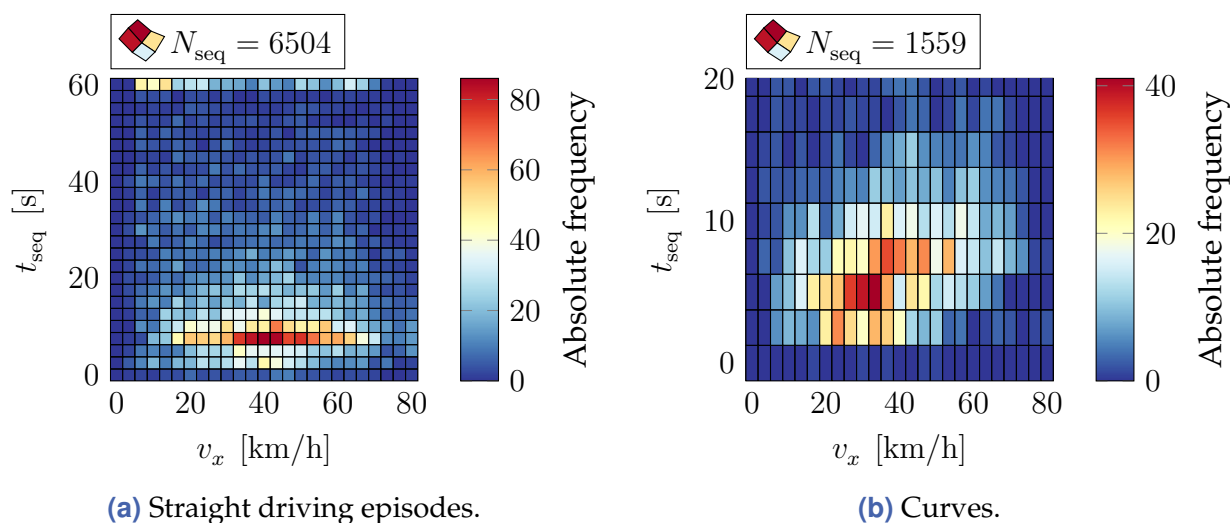 N_seq = 6504
60
40
20
0
t_seq [s]
0 20 40 60 80
v_x [km/h]
80
60
40
20
0
Absolute frequency
(a) Straight driving episodes.
N_seq = 1559
20
10
0
t_seq [s]
0 20 40 60 80
v_x [km/h]
40
20
0
Absolute frequency
(b) Curves.